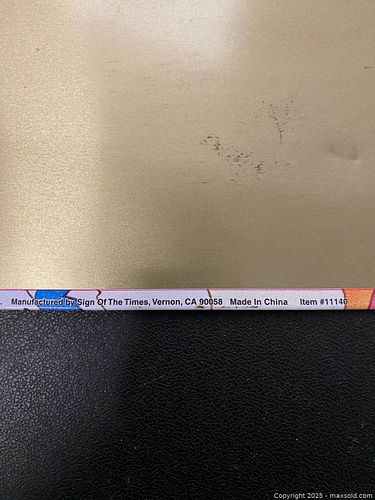 . Manufactured by Sign Of The Times, Vernon, CA 90058 Made In China Item #11140
Copyright 2025 - maxsold.com